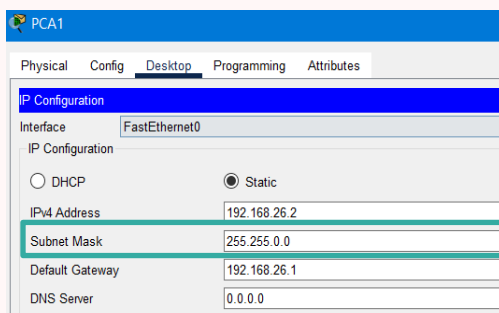 PCA1
Physical Config Desktop Programming Attributes
IP Configuration
Interface FastEthernet0
IP Configuration
DHCP Static
IPv4 Address 192.168.26.2
Subnet Mask 255.255.0.0
Default Gateway 192.168.26.1
DNS Server 0.0.0.0